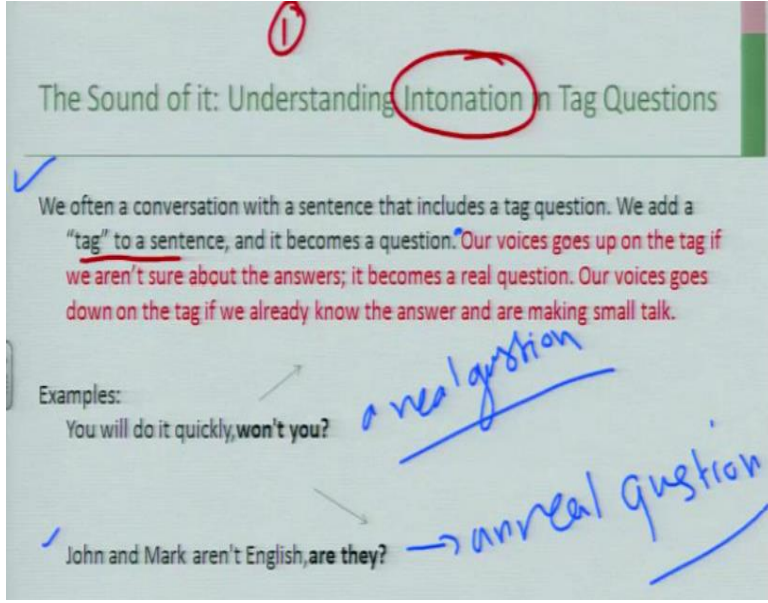 1
The Sound of it: Understanding Intonation in Tag Questions
We often a conversation with a sentence that includes a tag question. We add a
“tag” to a sentence, and it becomes a question. Our voices goes up on the tag if
we aren't sure about the answers; it becomes a real question. Our voices goes
down on the tag if we already know the answer and are making small talk.
Examples:
You will do it quickly,won't you?
a real qustion
John and Mark aren't English,are they?
unreal qustion